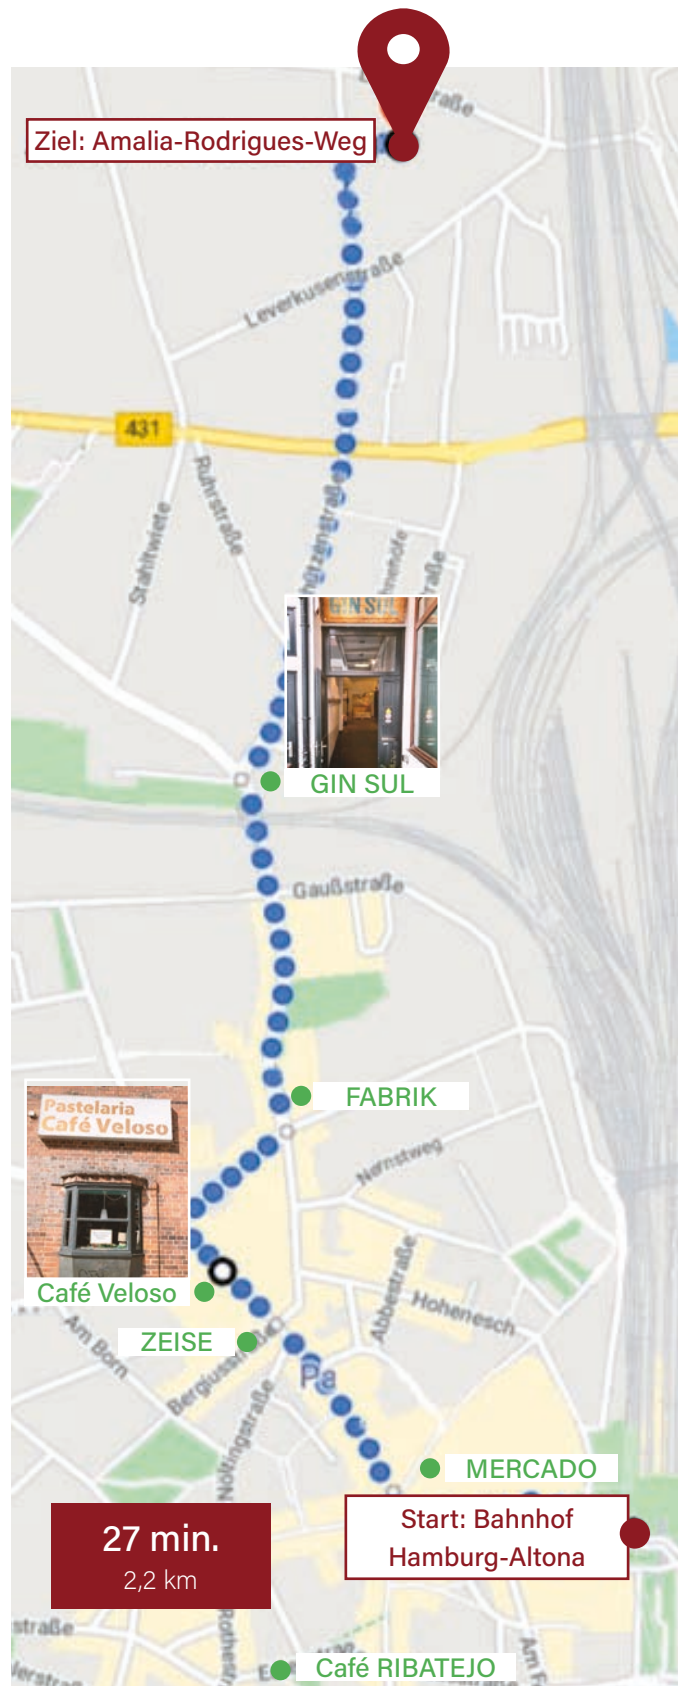 Ziel: Amalia-Rodrigues-Weg
Leverkusenstraße
431
Ruhrstraße
Stahltwiete
GIN SUL
GIN SUL
Gaußstraße
FABRIK
Pastelaria
Café Veloso
Nernstweg
Café Veloso
Abbestraße
Hohenesch
ZEISE
Am Born
Bergiusstraße
Nöltingstraße
MERCADO
Start: Bahnhof
Hamburg-Altona
27 min.
2,2 km
straße
Café RIBATEJO